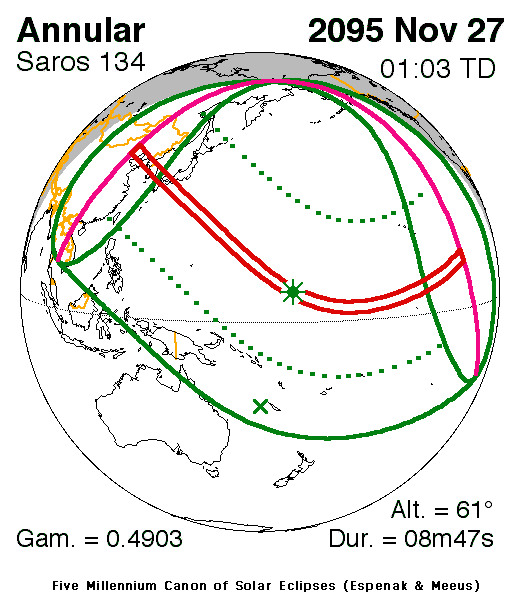 Annular 2095 Nov 27
Saros 134 01:03 TD
Alt. = 61°
Gam. = 0.4903 Dur. = 08m47s
Five Millennium Canon of Solar Eclipses (Espenak & Meeus)